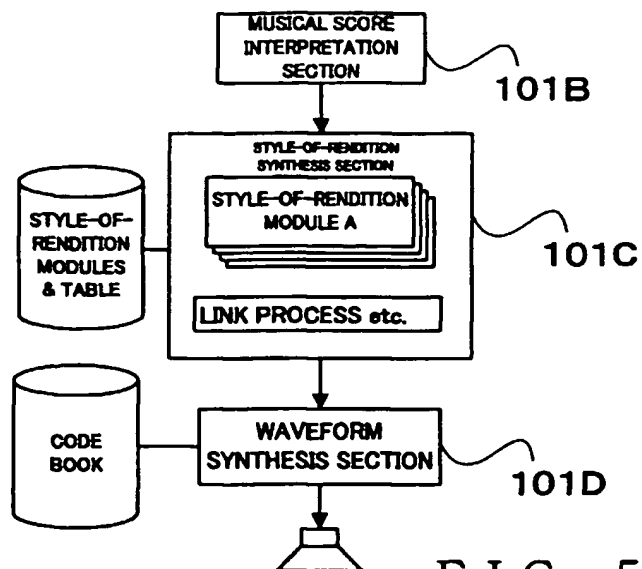 MUSICAL SCORE
INTERPRETATION
SECTION
101B
STYLE-OF-RENDITION
SYNTHESIS SECTION
STYLE-OF-RENDITION
MODULE A
STYLE-OF-
RENDITION
MODULES
& TABLE
101C
LINK PROCESS etc.
CODE
BOOK
WAVEFORM
SYNTHESIS SECTION
101D
FIG. 5